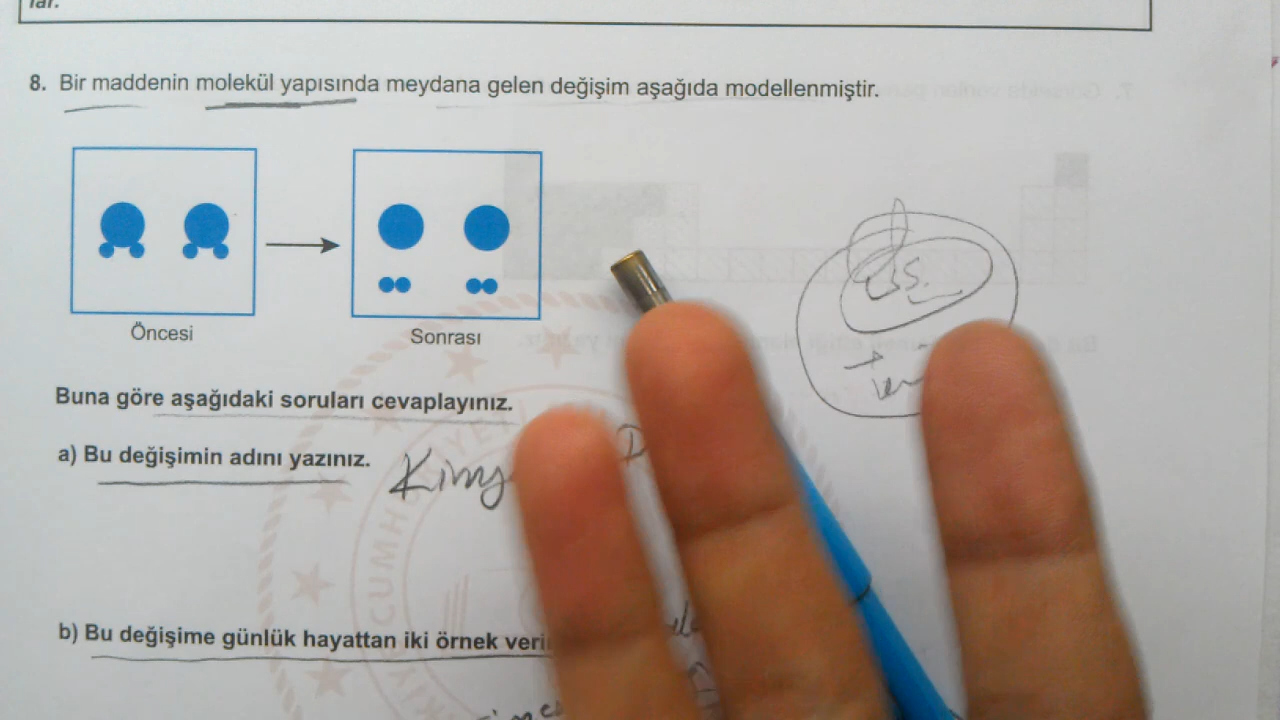 lar.
8. Bir maddenin molekül yapısında meydana gelen değişim aşağıda modellenmiştir.
Öncesi
Sonrası
Buna göre aşağıdaki soruları cevaplayınız.
a) Bu değişimin adını yazınız.
b) Bu değişime günlük hayattan iki örnek veri